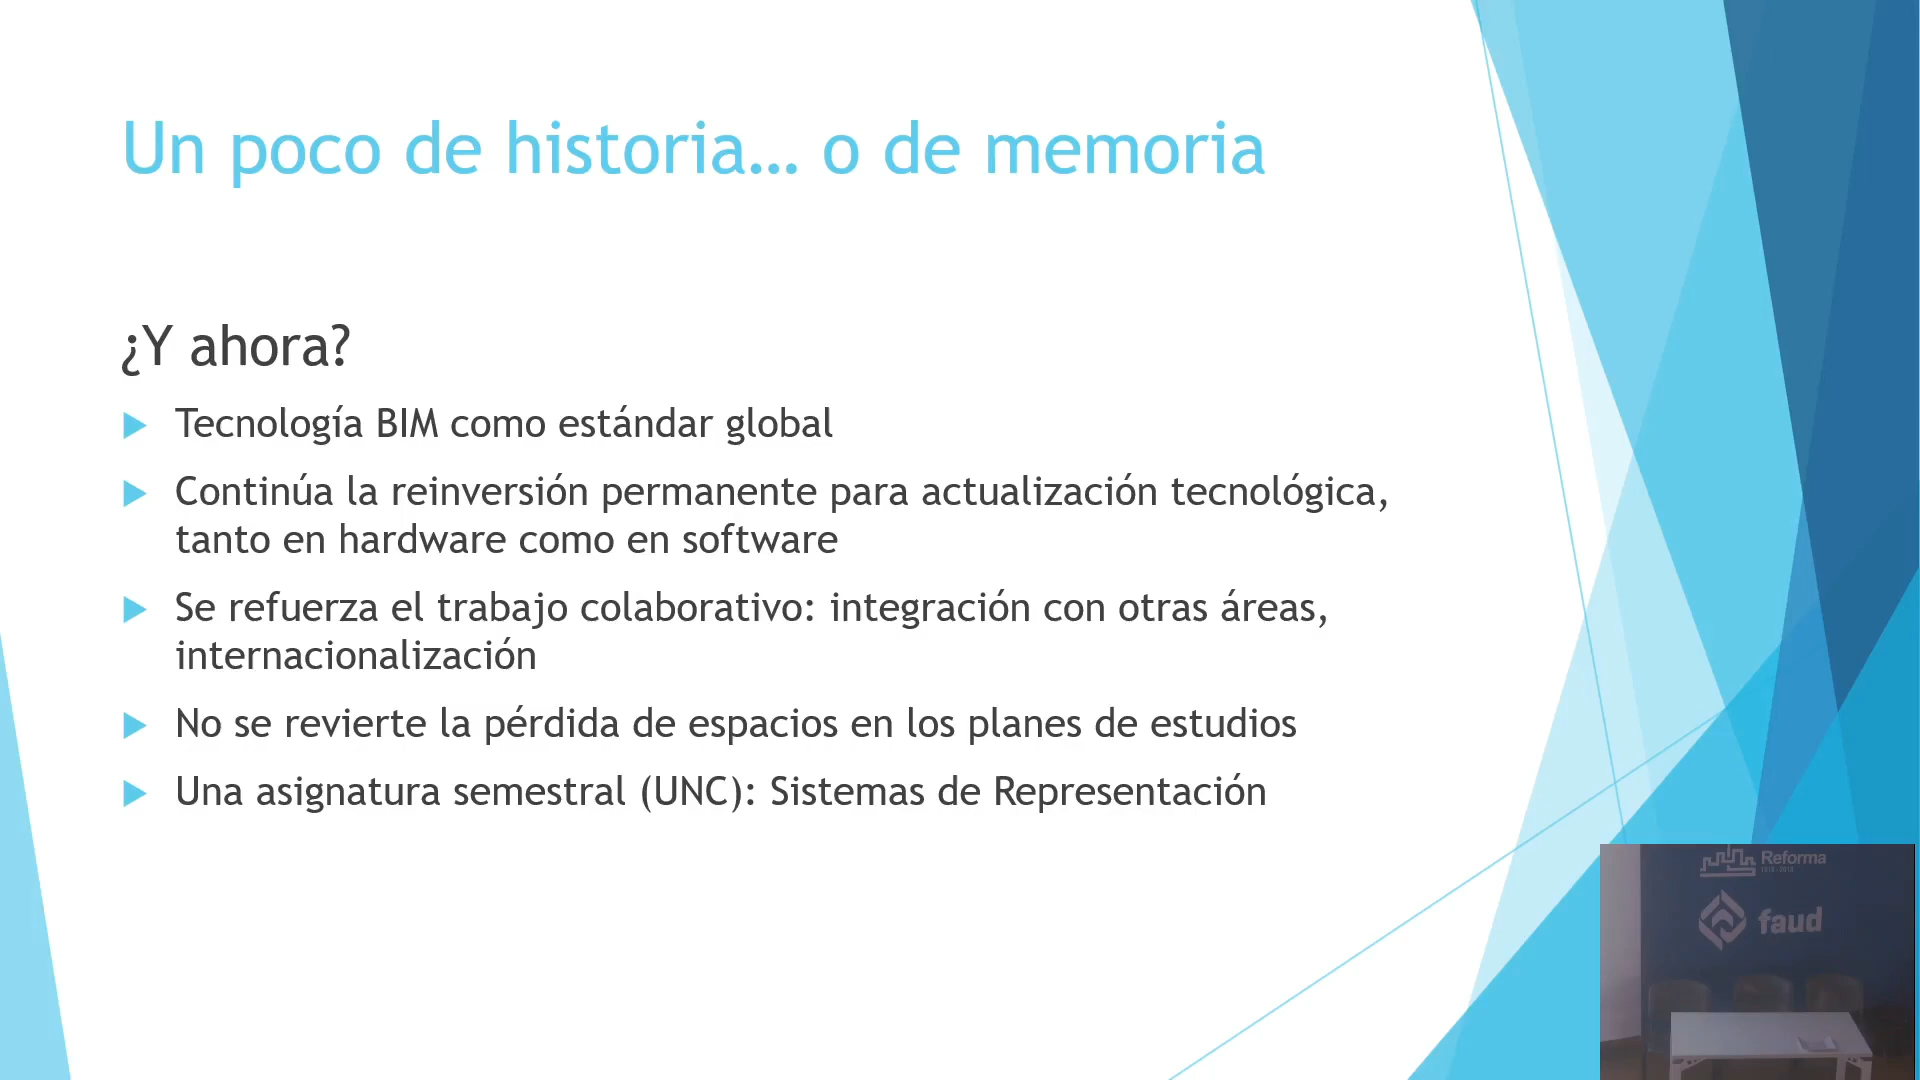 Un poco de historia... o de memoria
¿Y ahora?
Tecnología BIM como estándar global
Continúa la reinversión permanente para actualización tecnológica,
tanto en hardware como en software
Se refuerza el trabajo colaborativo: integración con otras áreas,
internacionalización
No se revierte la pérdida de espacios en los planes de estudios
Una asignatura semestral (UNC): Sistemas de Representación
Reforma
faud